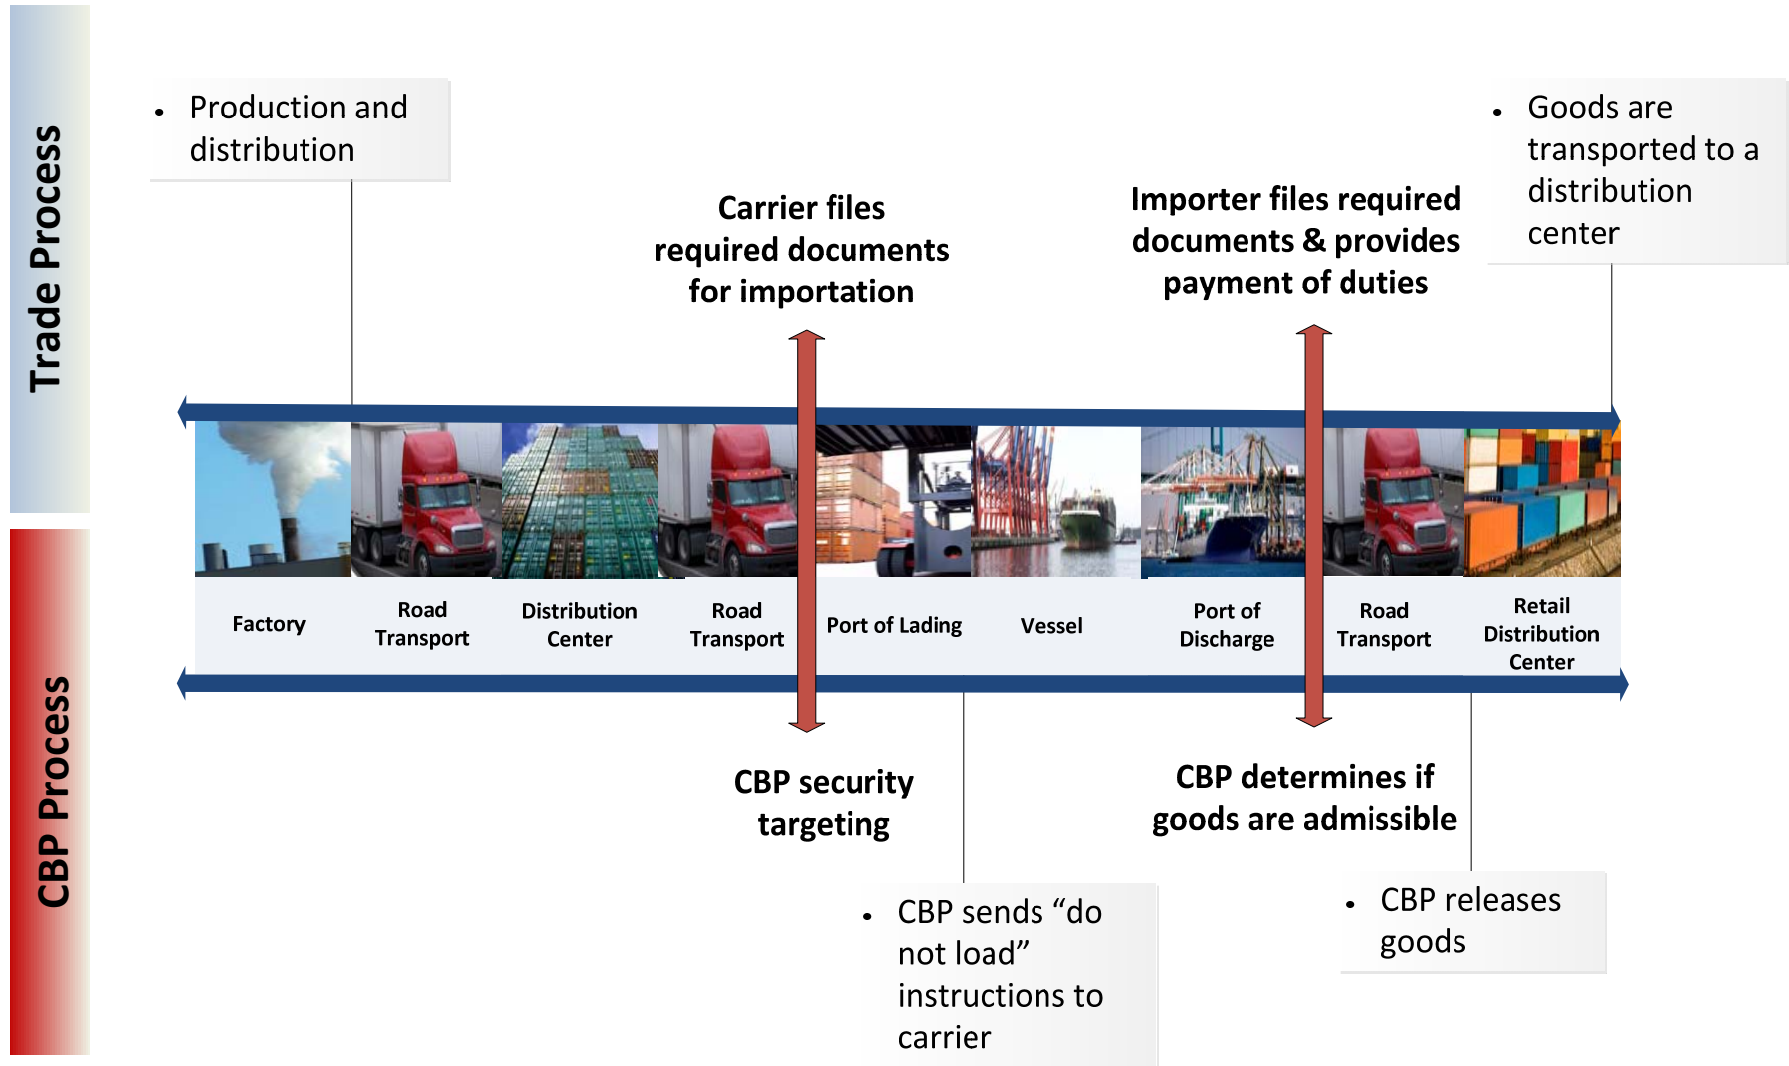 Trade Process
• Production and
distribution
Carrier files
required documents
for importation
Importer files required
documents & provides
payment of duties
• Goods are
transported to a
distribution
center
Factory
Road
Transport
Distribution
Center
Road
Transport
Port of Lading
Vessel
Port of
Discharge
Road
Transport
Retail
Distribution
Center
CBP Process
CBP security
targeting
• CBP sends “do
not load”
instructions to
carrier
CBP determines if
goods are admissible
• CBP releases
goods